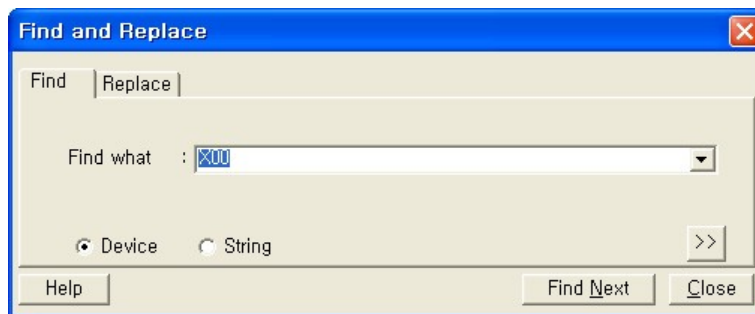 Find and Replace
Find Replace
Find what : X00
Device String >>
Help Find Next Close